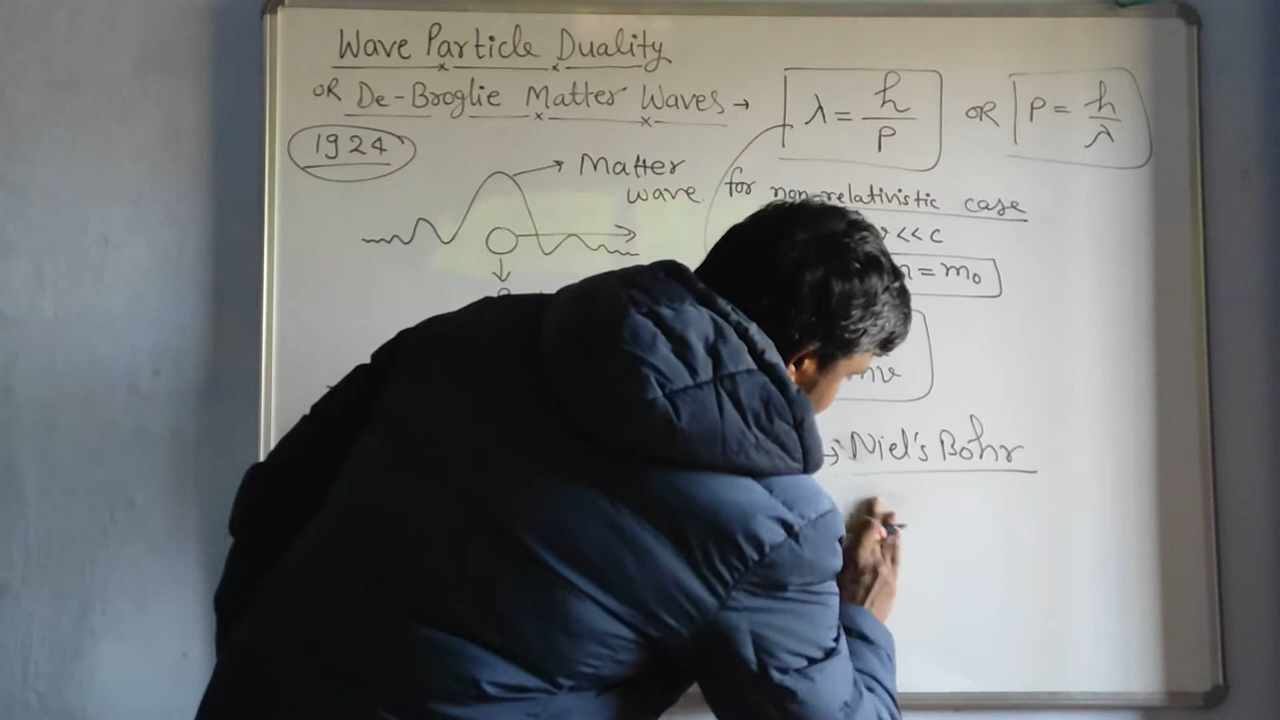 Wave Particle Duality
OR De-Broglie Matter Waves → λ = h/P OR P = h/λ
1924
Matter
wave
for non-relativistic case
<< c
= m₀
mv
→ Niel's Bohr